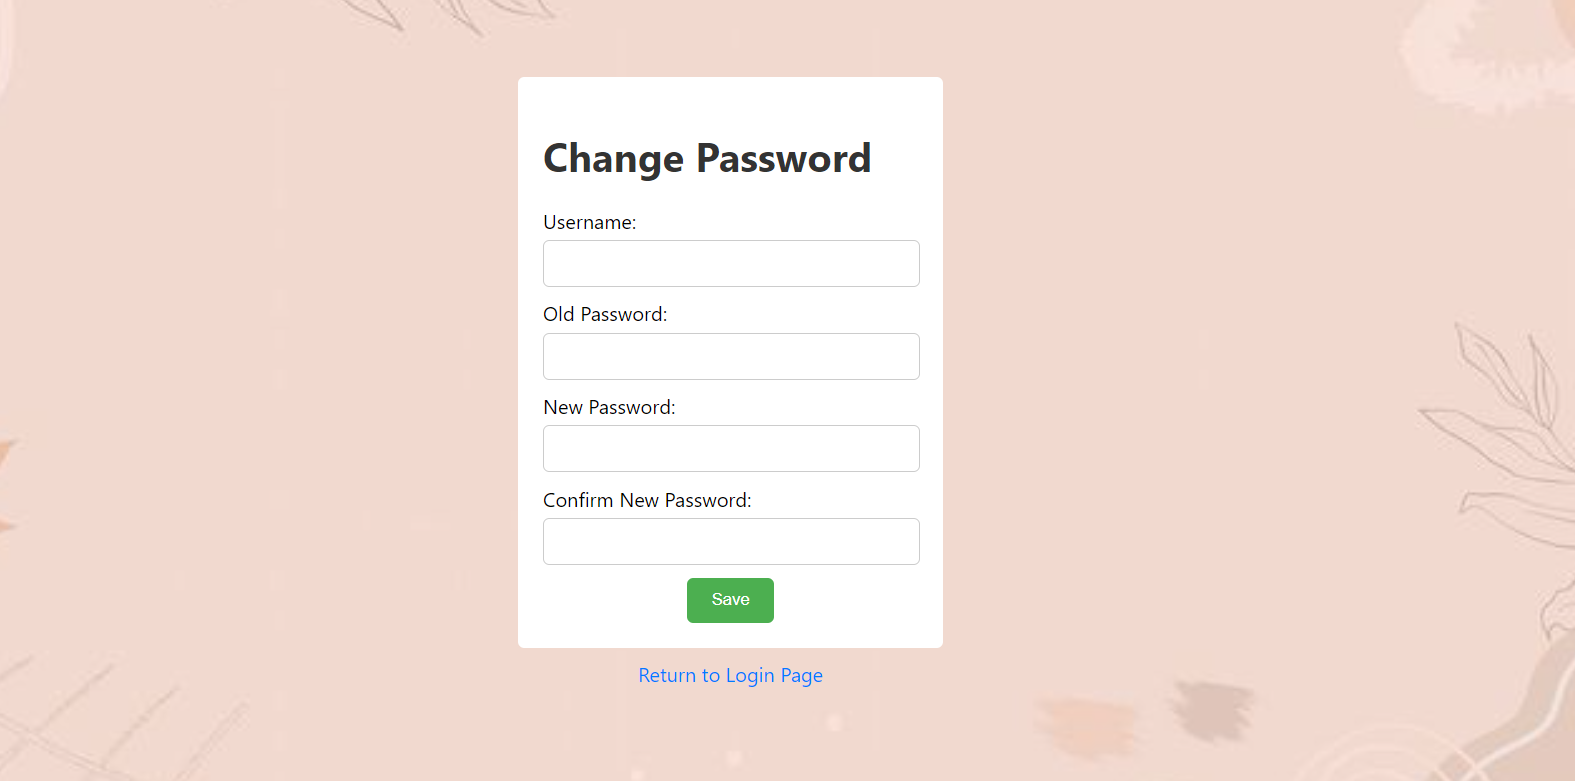 Change Password
Username:
Old Password:
New Password:
Confirm New Password:
Save
Return to Login Page